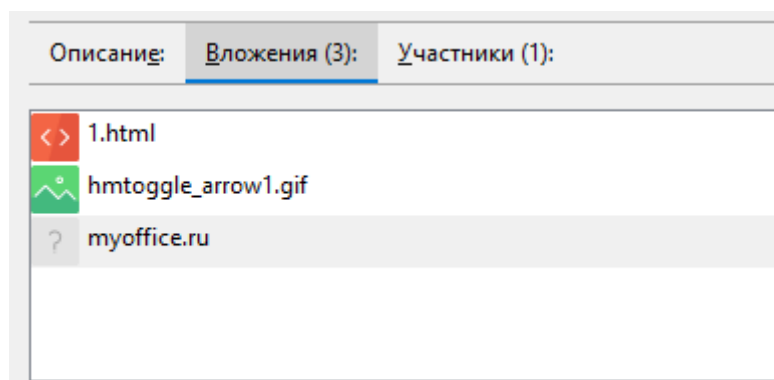 Описание: Вложения (3): Участники (1):
1.html
hmtoggle_arrow1.gif
myoffice.ru